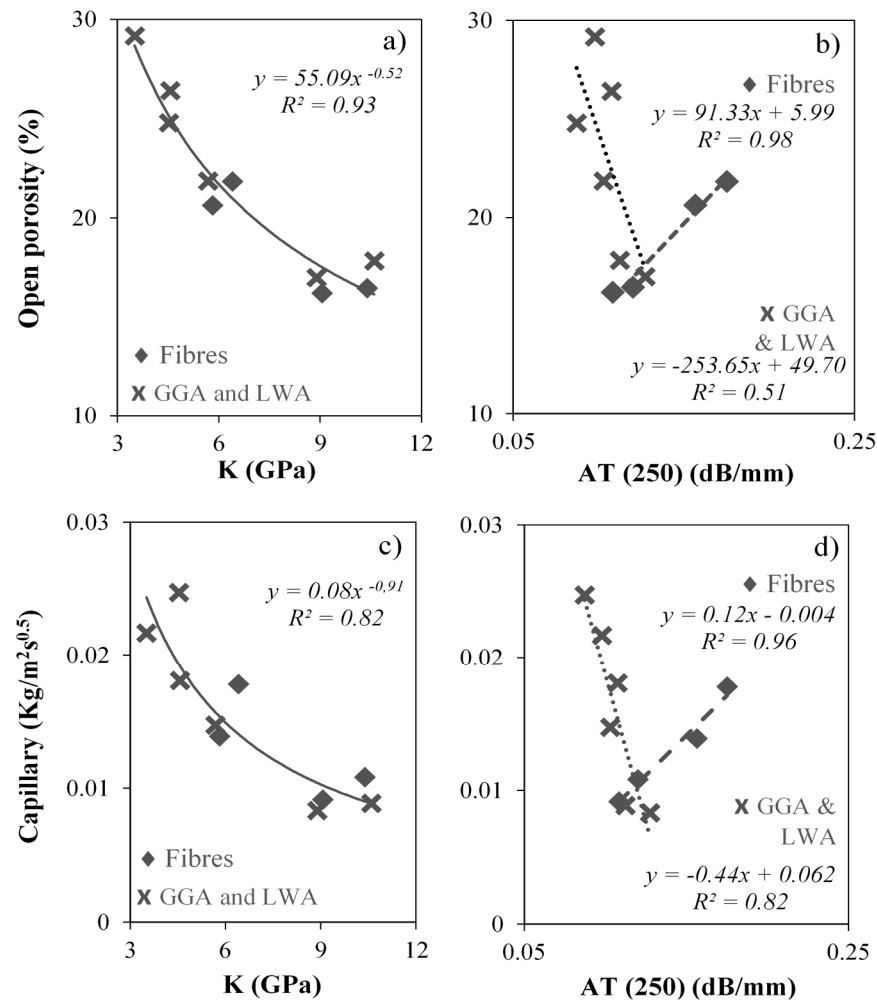 30
20
10
Open porosity (%)
a)
y = 55.09x -0.52
R² = 0.93
Fibres
GGA and LWA
3
6
9
12
K (GPa)
30
20
10
b)
Fibres
y = 91.33x + 5.99
R² = 0.98
GGA
& LWA
y = -253.65x + 49.70
R² = 0.51
0.05
0.25
AT (250) (dB/mm)
0.03
0.02
0.01
0
Capillary (Kg/m²s⁰·⁵)
c)
y = 0.08x -0,91
R² = 0.82
Fibres
GGA and LWA
3
6
9
12
K (GPa)
0.03
0.02
0.01
0
d)
Fibres
y = 0.12x - 0.004
R² = 0.96
GGA &
LWA
y = -0.44x + 0.062
R² = 0.82
0.05
0.25
AT (250) (dB/mm)